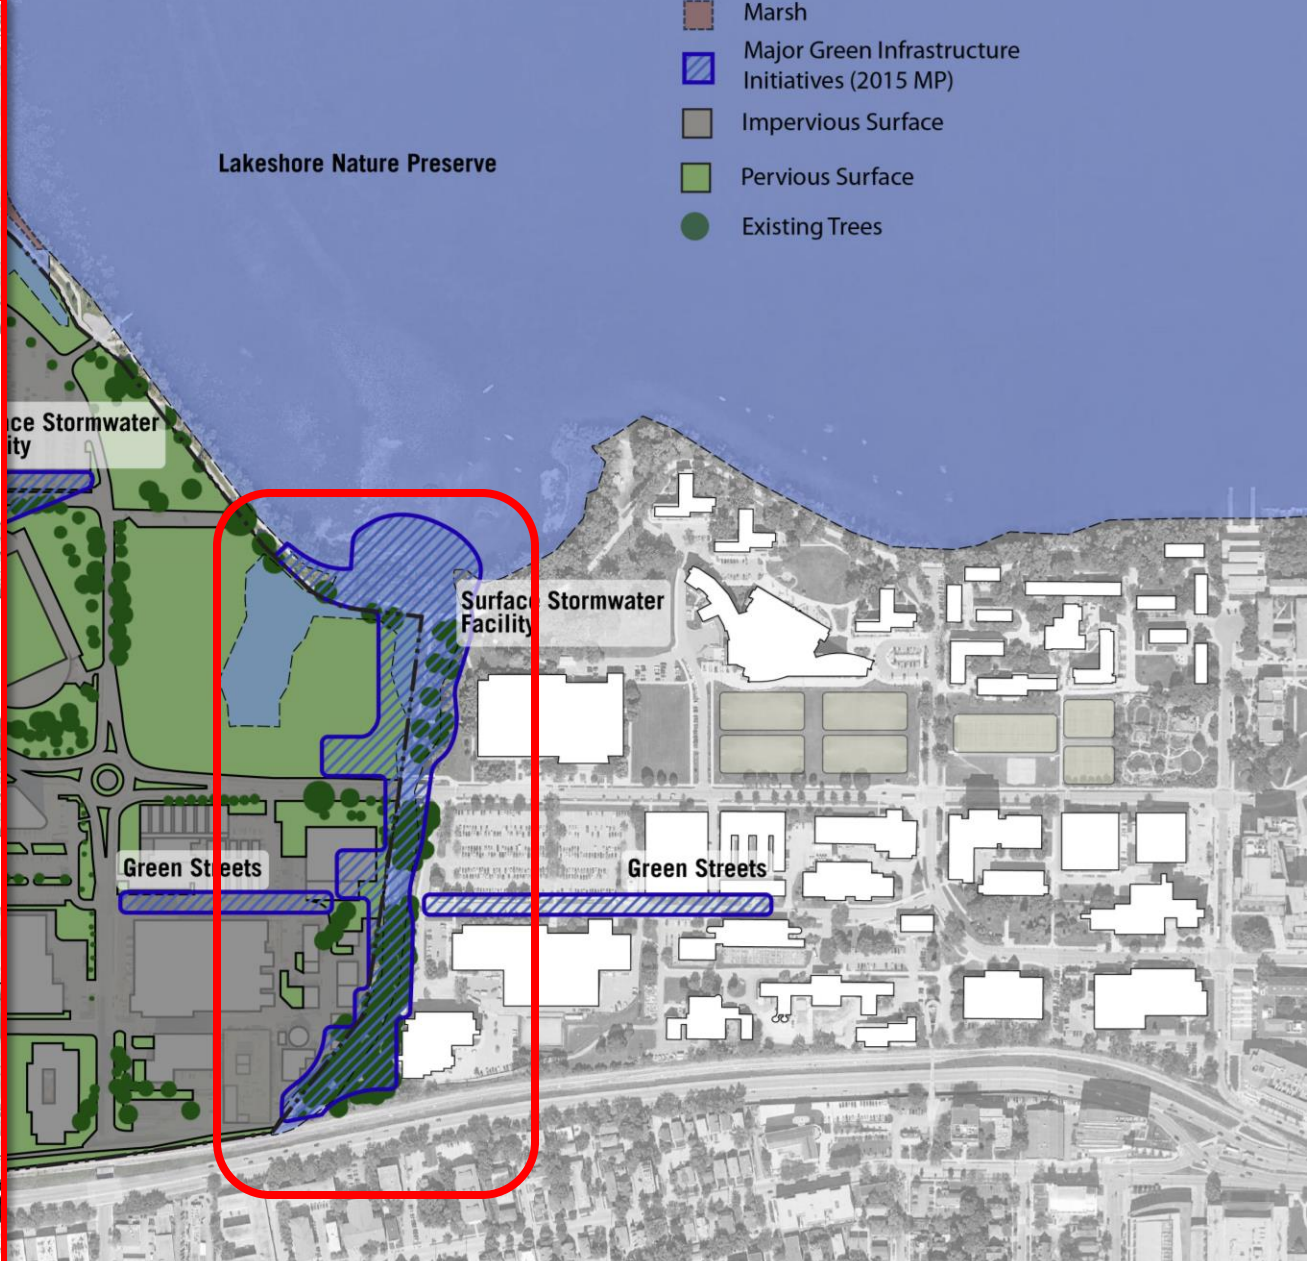 Marsh
Major Green Infrastructure
Initiatives (2015 MP)
Impervious Surface
Pervious Surface
Existing Trees
Lakeshore Nature Preserve
ace Stormwater
ity
Surface Stormwater
Facility
Green Streets
Green Streets